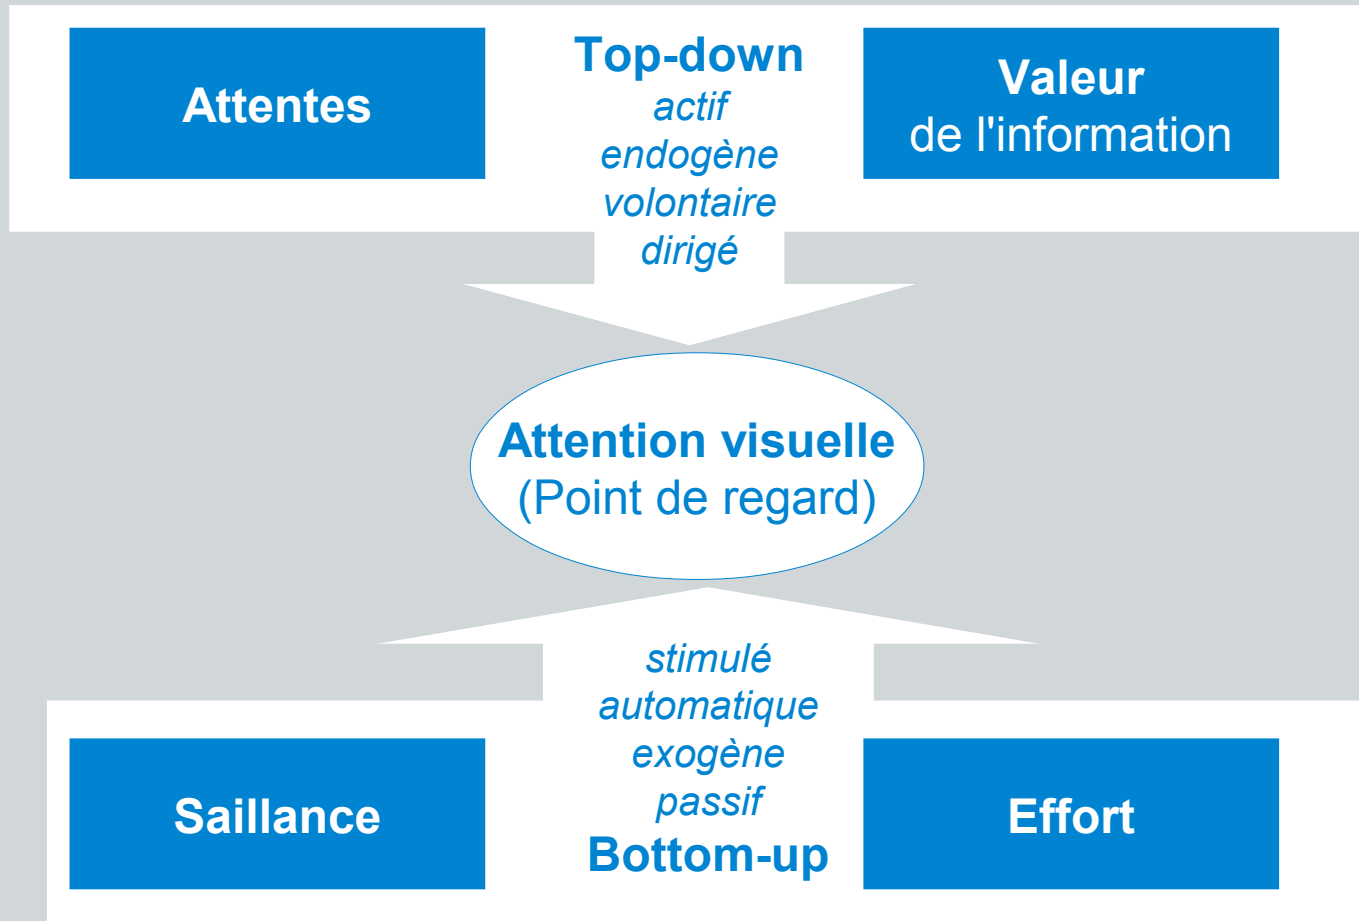 Attentes
Top-down
actif
endogène
volontaire
dirigé
Valeur
de l'information
Attention visuelle
(Point de regard)
Saillance
stimulé
automatique
exogène
passif
Bottom-up
Effort